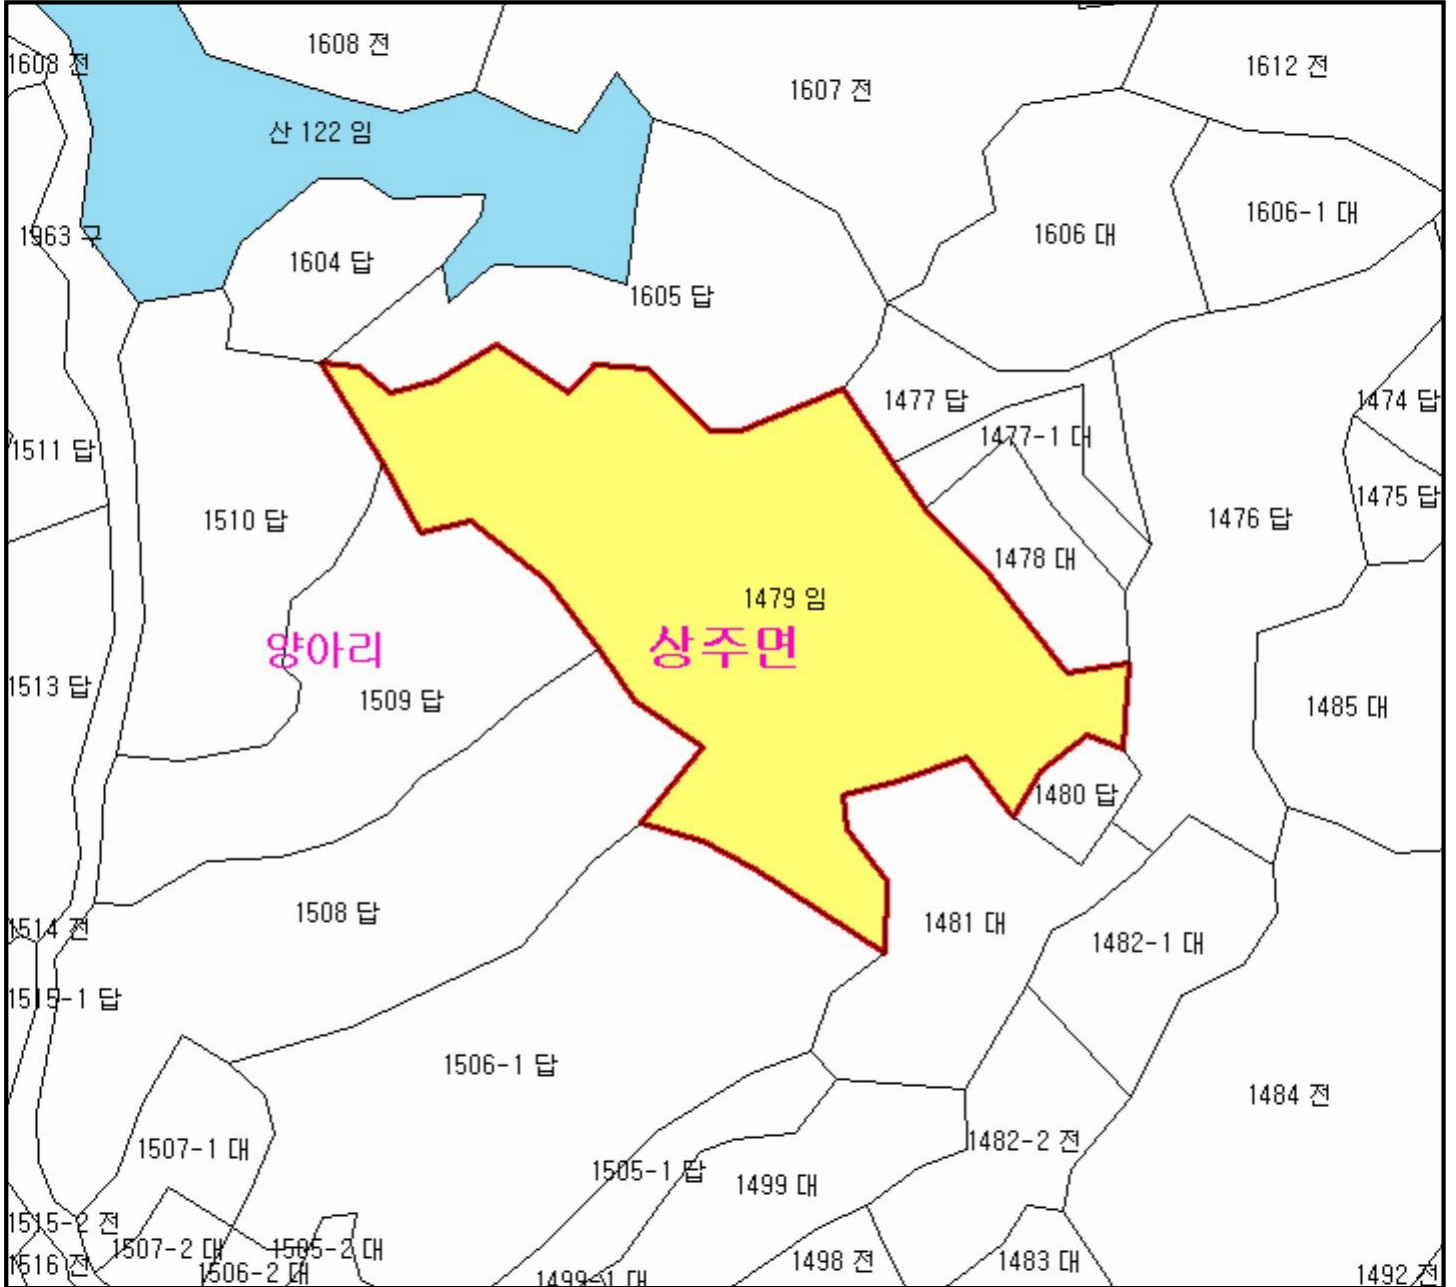 1608 전
1608 전
1607 전
1612 전
산 122 임
1963 구
1604 답
1605 답
1606 대
1606-1 대
1477 답
1474 답
1477-1 대
1511 답
1510 답
1476 답
1475 답
1478 대
1479 임
양아리
상주면
1513 답
1509 답
1485 대
1480 답
1508 답
1514 전
1481 대
1482-1 대
1515-1 답
1506-1 답
1484 전
1507-1 대
1505-1 답
1499 대
1482-2 전
1515-2 전
1507-2 대
1505-2 대
1516 전
1506-2 대
1499-1 대
1498 전
1483 대
1492 전